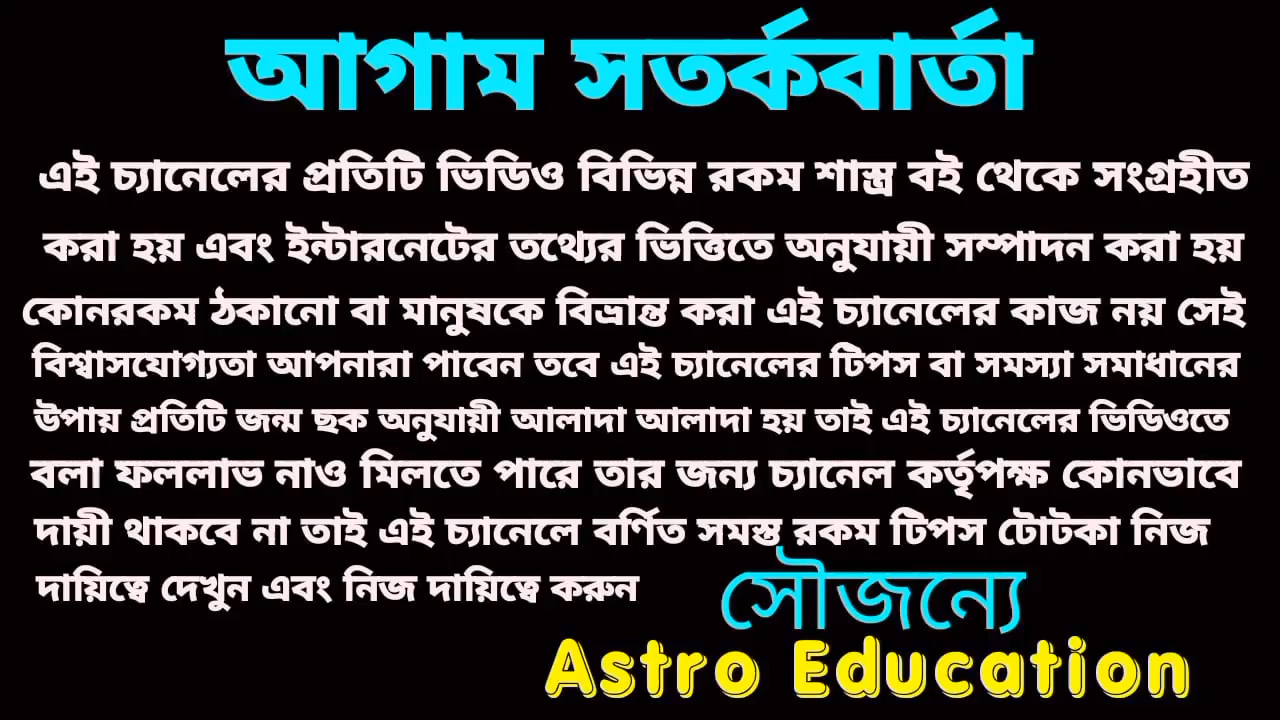 আগাম সতর্কবার্তা
এই চ্যানেলের প্রতিটি ভিডিও বিভিন্ন রকম শাস্ত্র বই থেকে সংগ্রহীত
করা হয় এবং ইন্টারনেটের তথ্যের ভিত্তিতে অনুযায়ী সম্পাদন করা হয়
কোনরকম ঠকানো বা মানুষকে বিভ্রান্ত করা এই চ্যানেলের কাজ নয় সেই
বিশ্বাসযোগ্যতা আপনারা পাবেন তবে এই চ্যানেলের টিপস বা সমস্যা সমাধানের
উপায় প্রতিটি জন্ম ছক অনুযায়ী আলাদা আলাদা হয় তাই এই চ্যানেলের ভিডিওতে
বলা ফললাভ নাও মিলতে পারে তার জন্য চ্যানেল কর্তৃপক্ষ কোনভাবে
দায়ী থাকবে না তাই এই চ্যানেলে বর্ণিত সমস্ত রকম টিপস টোটকা নিজ
দায়িত্বে দেখুন এবং নিজ দায়িত্বে করুন
সৌজন্যে
Astro Education